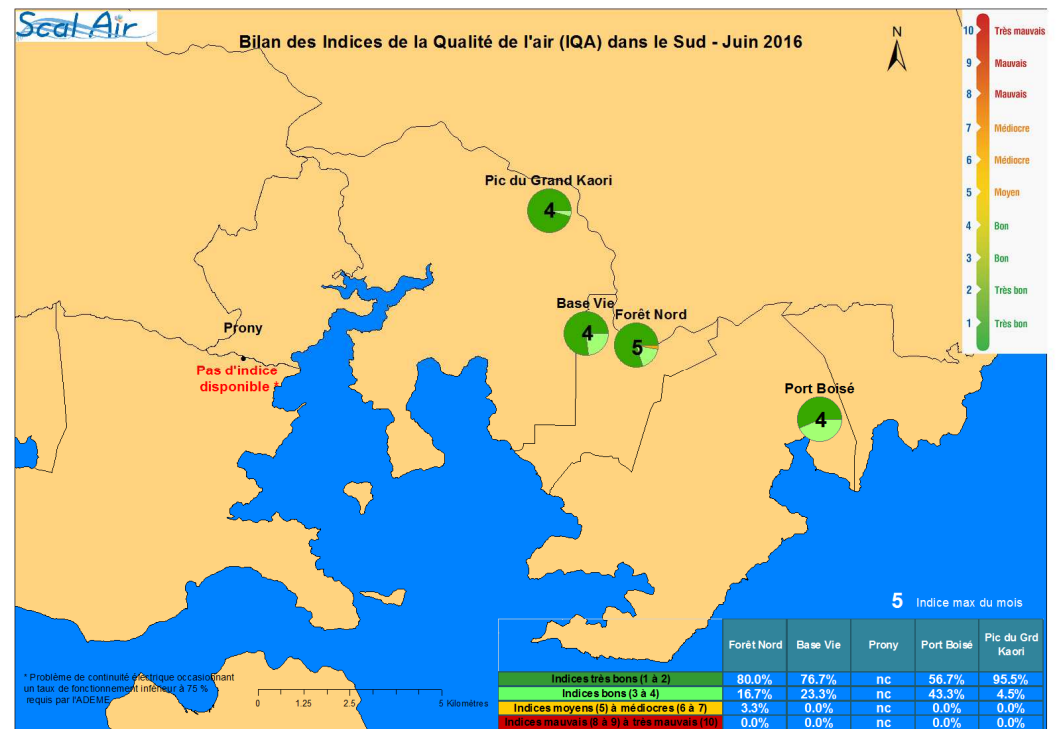 Scal Air
Bilan des Indices de la Qualité de l'air (IQA) dans le Sud - Juin 2016
N
10 Très mauvais
9 Mauvais
8 Mauvais
7 Médiocre
6 Médiocre
5 Moyen
4 Bon
3 Bon
2 Très bon
1 Très bon
Pic du Grand Kaori
4
Base Vie
4
Forêt Nord
5
Prony
Pas d'indice
disponible *
Port Boisé
4
5 Indice max du mois
Forêt Nord Base Vie Prony Port Boisé Pic du Grd
Kaori
Indices très bons (1 à 2) 80.0% 76.7% nc 56.7% 95.5%
Indices bons (3 à 4) 16.7% 23.3% nc 43.3% 4.5%
Indices moyens (5) à médiocres (6 à 7) 3.3% 0.0% nc 0.0% 0.0%
Indices mauvais (8 à 9) à très mauvais (10) 0.0% 0.0% nc 0.0% 0.0%
* Problème de continuité électrique occasionnant
un taux de fonctionnement inférieur à 75 %
requis par l'ADEME
0 1.25 2.5 5 Kilomètres